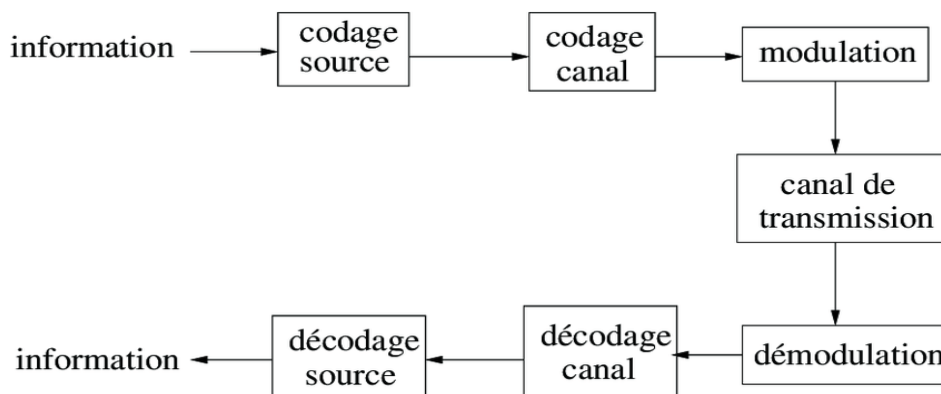 information
codage
source
codage
canal
modulation
canal de
transmission
démodulation
décodage
canal
décodage
source
information